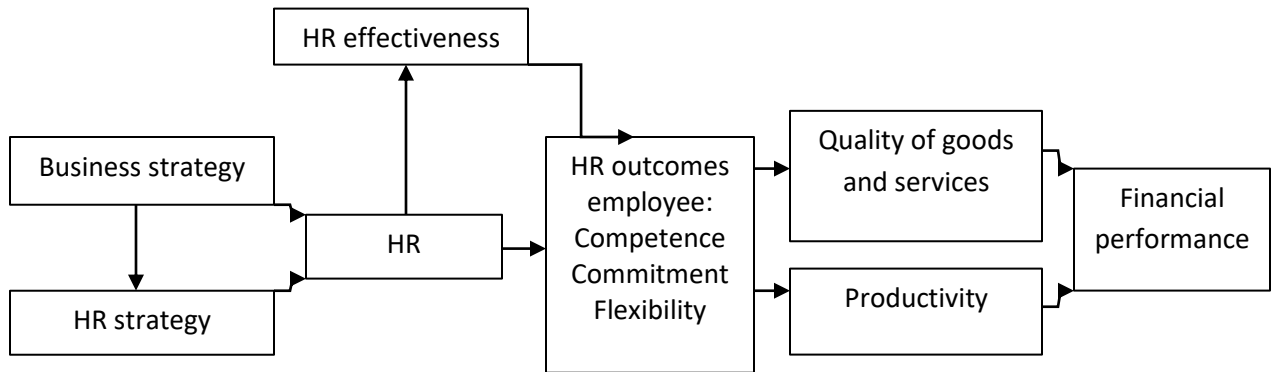 HR effectiveness
Business strategy
HR strategy
HR
HR outcomes
employee:
Competence
Commitment
Flexibility
Quality of goods
and services
Productivity
Financial
performance